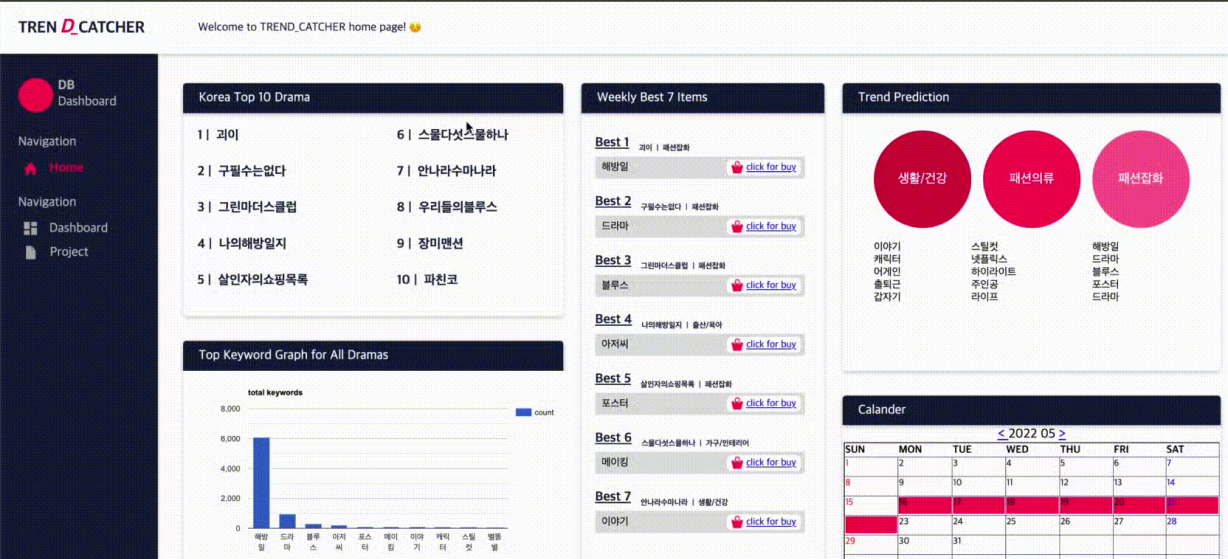 TREN D_CATCHER
Welcome to TREND_CATCHER home page! 😌
DB
Dashboard
Navigation
Home
Navigation
Dashboard
Project
Korea Top 10 Drama
1 | 괴이
2 | 구필수는없다
3 | 그린마더스클럽
4 | 나의해방일지
5 | 살인자의쇼핑목록
6 | 스물다섯스물하나
7 | 안나라수마나라
8 | 우리들의블루스
9 | 장미맨션
10 | 파친코
Top Keyword Graph for All Dramas
total keywords
8,000
6,000
4,000
2,000
0
count
해방일
드라마
블루스
아저씨
포스터
메이킹
이야기
캐릭터
스틸컷
별똥별
Weekly Best 7 Items
Best 1 괴이 | 패션잡화
해방일 click for buy
Best 2 구필수는없다 | 패션잡화
드라마 click for buy
Best 3 그린마더스클럽 | 패션잡화
블루스 click for buy
Best 4 나의해방일지 | 출산/육아
아저씨 click for buy
Best 5 살인자의쇼핑목록 | 패션잡화
포스터 click for buy
Best 6 스물다섯스물하나 | 가구/인테리어
메이킹 click for buy
Best 7 안나라수마나라 | 생활/건강
이야기 click for buy
Trend Prediction
생활/건강 패션의류 패션잡화
이야기 스틸컷 해방일
캐릭터 넷플릭스 드라마
어게인 하이라이트 블루스
출퇴근 주인공 포스터
갑자기 라이프 드라마
Calander
< 2022 05 >
SUN MON TUE WED THU FRI SAT
1 2 3 4 5 6 7
8 9 10 11 12 13 14
15 16 17 18 19 20 21
23 24 25 26 27 28
29 30 31